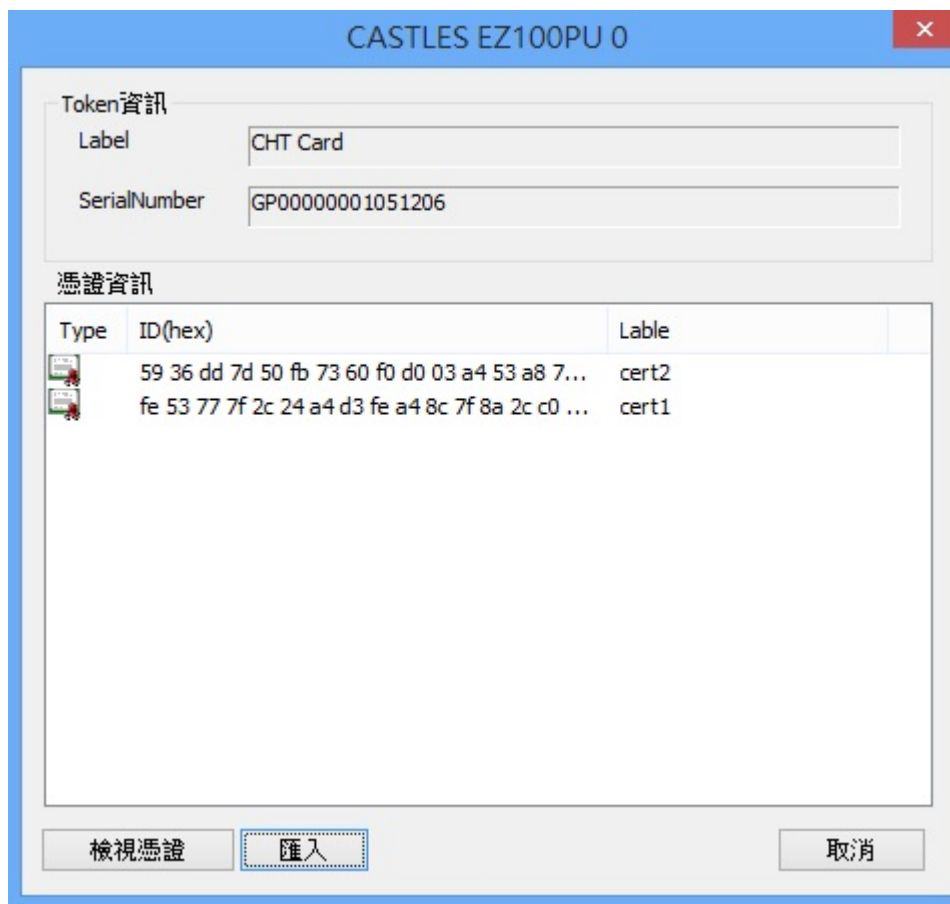 CASTLES EZ100PU 0
Token資訊
Label CHT Card
SerialNumber GP00000001051206
憑證資訊
Type ID(hex) Lable
59 36 dd 7d 50 fb 73 60 f0 d0 03 a4 53 a8 7... cert2
fe 53 77 7f 2c 24 a4 d3 fe a4 8c 7f 8a 2c c0 ... cert1
檢視憑證 匯入 取消